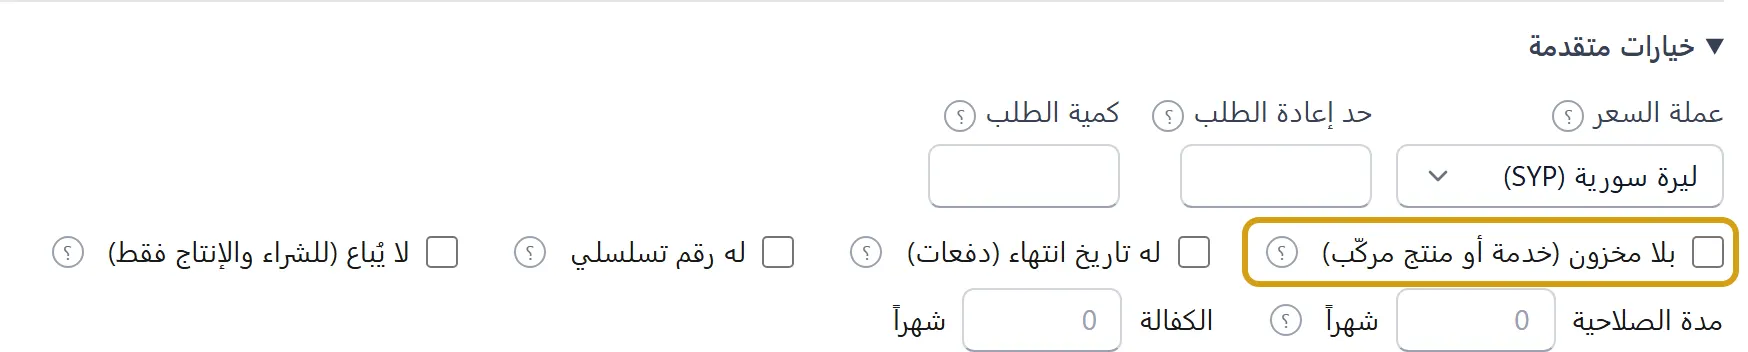 ▼ خيارات متقدمة
عملة السعر ؟ حد إعادة الطلب ؟ كمية الطلب ؟
ليرة سورية (SYP)
بلا مخزون (خدمة أو منتج مركّب) ؟ له تاريخ انتهاء (دفعات) ؟ له رقم تسلسلي ؟ لا يُباع (للشراء والإنتاج فقط) ؟
مدة الصلاحية 0 شهراً ؟ الكفالة 0 شهراً